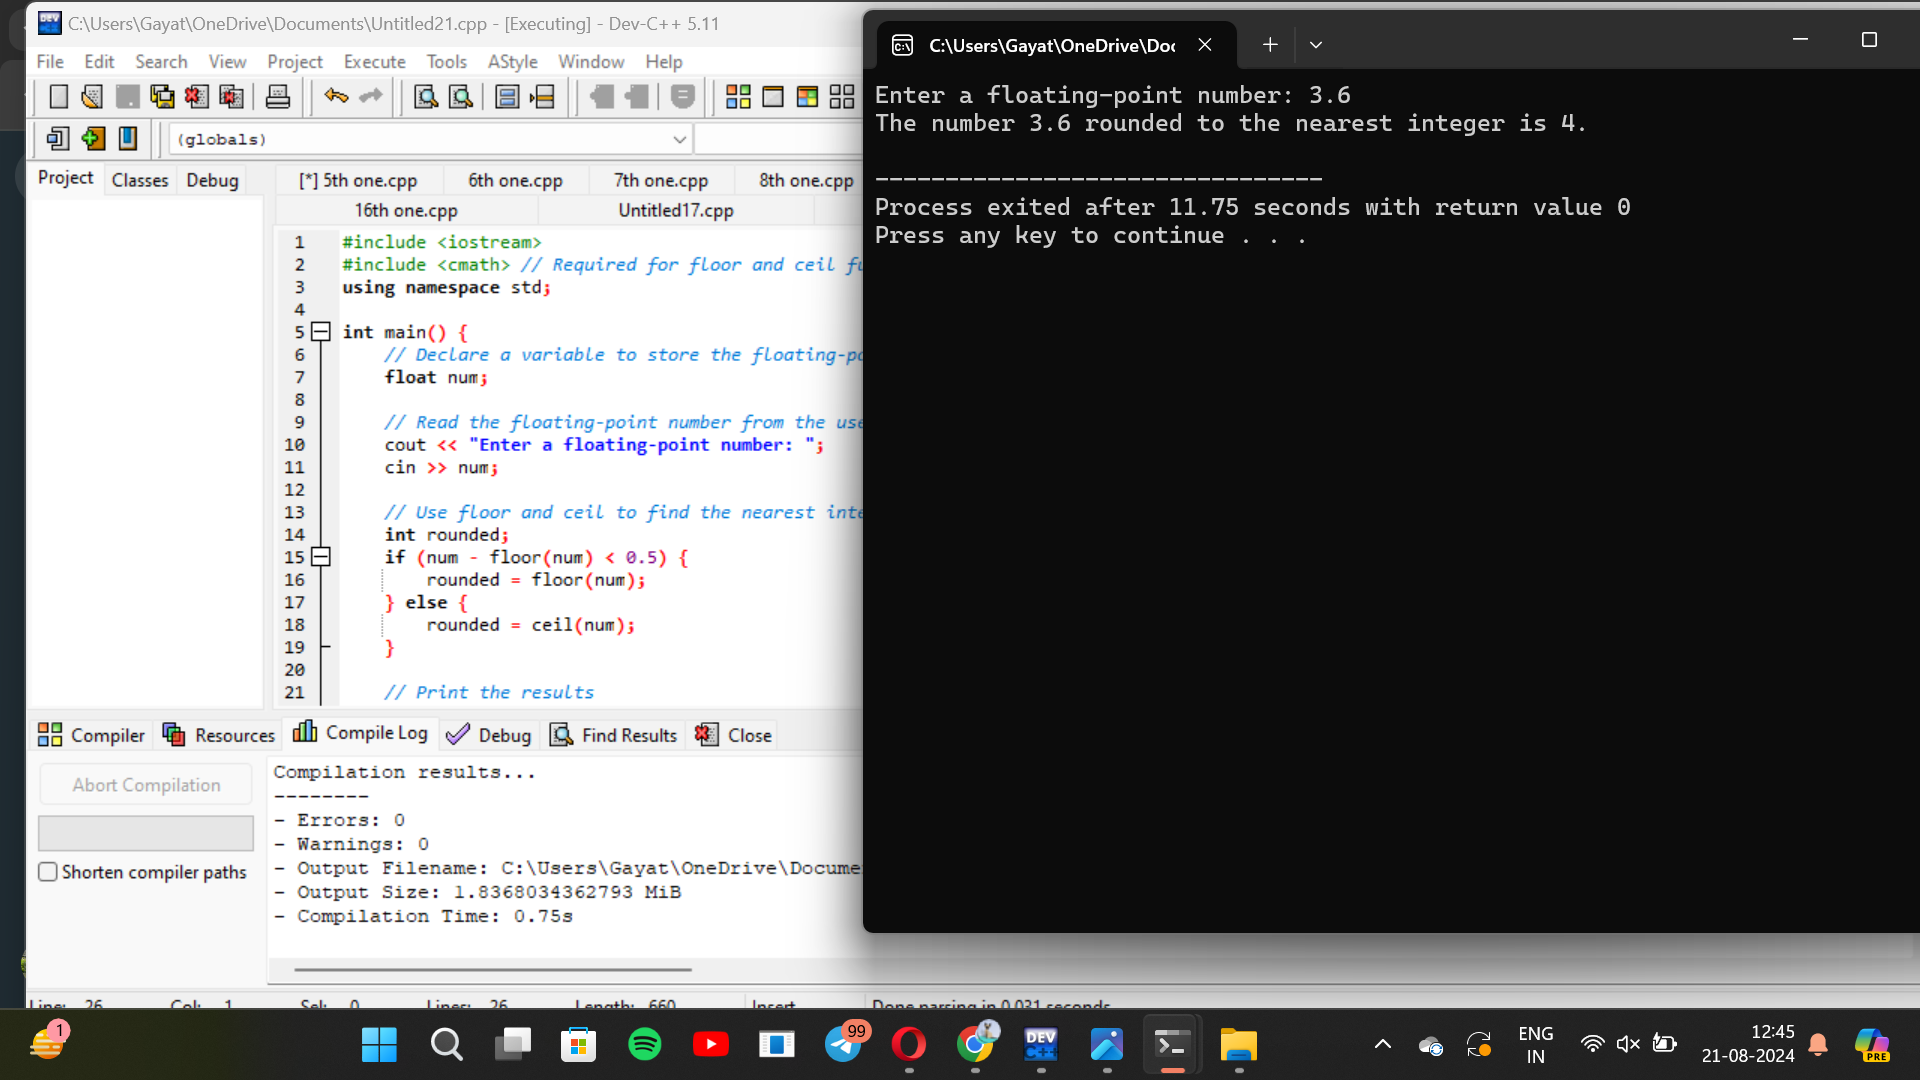 C:\Users\Gayat\OneDrive\Documents\Untitled21.cpp - [Executing] - Dev-C++ 5.11
File Edit Search View Project Execute Tools AStyle Window Help
(globals)
Project Classes Debug
[*] 5th one.cpp 6th one.cpp 7th one.cpp 8th one.cpp
16th one.cpp Untitled17.cpp
1 #include <iostream>
2 #include <cmath> // Required for floor and ceil
3 using namespace std;
4
5 int main() {
6 // Declare a variable to store the
7 float num;
8
9 // Read the floating-point number from the
10 cout << "Enter a floating-point number: ";
11 cin >> num;
12
13 // Use floor and ceil to find the nearest
14 int rounded;
15 if (num - floor(num) < 0.5) {
16 rounded = floor(num);
17 } else {
18 rounded = ceil(num);
19 }
20
21 // Print the results
Compiler Resources Compile Log Debug Find Results Close
Abort Compilation
Shorten compiler paths
Compilation results...
--------
- Errors: 0
- Warnings: 0
- Output Filename: C:\Users\Gayat\OneDrive\Docume
- Output Size: 1.8368034362793 MiB
- Compilation Time: 0.75s
Line: 26 Col: 1 Sel: 0 Lines: 26 Length: 660 Insert Done parsing in 0.031 seconds
C:\Users\Gayat\OneDrive\Doc
Enter a floating-point number: 3.6
The number 3.6 rounded to the nearest integer is 4.
--------------------------------
Process exited after 11.75 seconds with return value 0
Press any key to continue . . .
1
99
DEV
C++
ENG
IN
12:45
21-08-2024
PRE